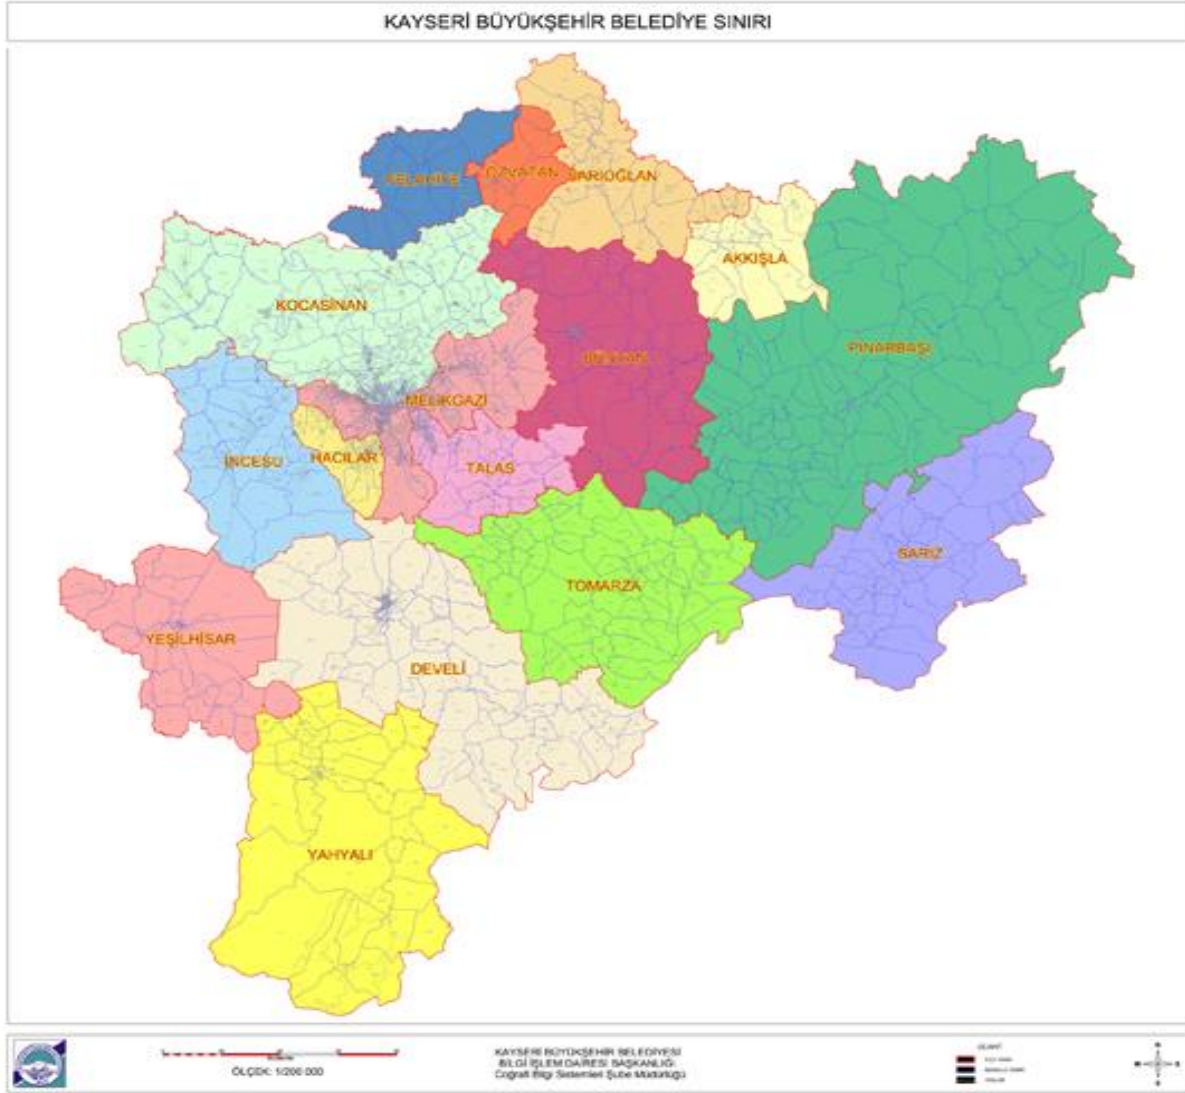 KAYSERİ BÜYÜKŞEHİR BELEDİYE SINIRI
FELAHİYE
ÖZVATAN
SARIOĞLAN
AKKIŞLA
KOCASİNAN
BÜNYAN
PINARBAŞI
MELİKGAZİ
İNCESU
HACILAR
TALAS
SARIZ
TOMARZA
YEŞİLHİSAR
DEVELİ
YAHYALI
ÖLÇEK: 1/200 000
KAYSERİ BÜYÜKŞEHİR BELEDİYESİ
BİLGİ İŞLEM DAİRESİ BAŞKANLIĞI
Coğrafi Bilgi Sistemleri Şube Müdürlüğü